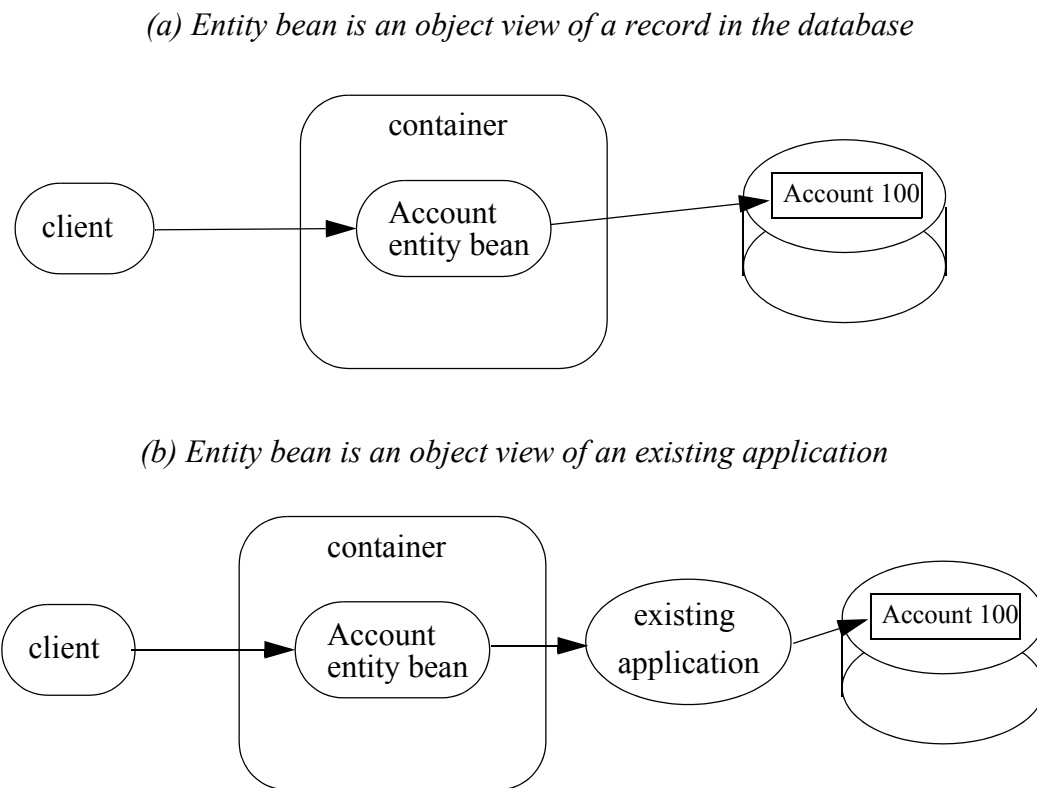 (a) Entity bean is an object view of a record in the database
container
client
Account
entity bean
Account 100
(b) Entity bean is an object view of an existing application
container
client
Account
entity bean
existing
application
Account 100